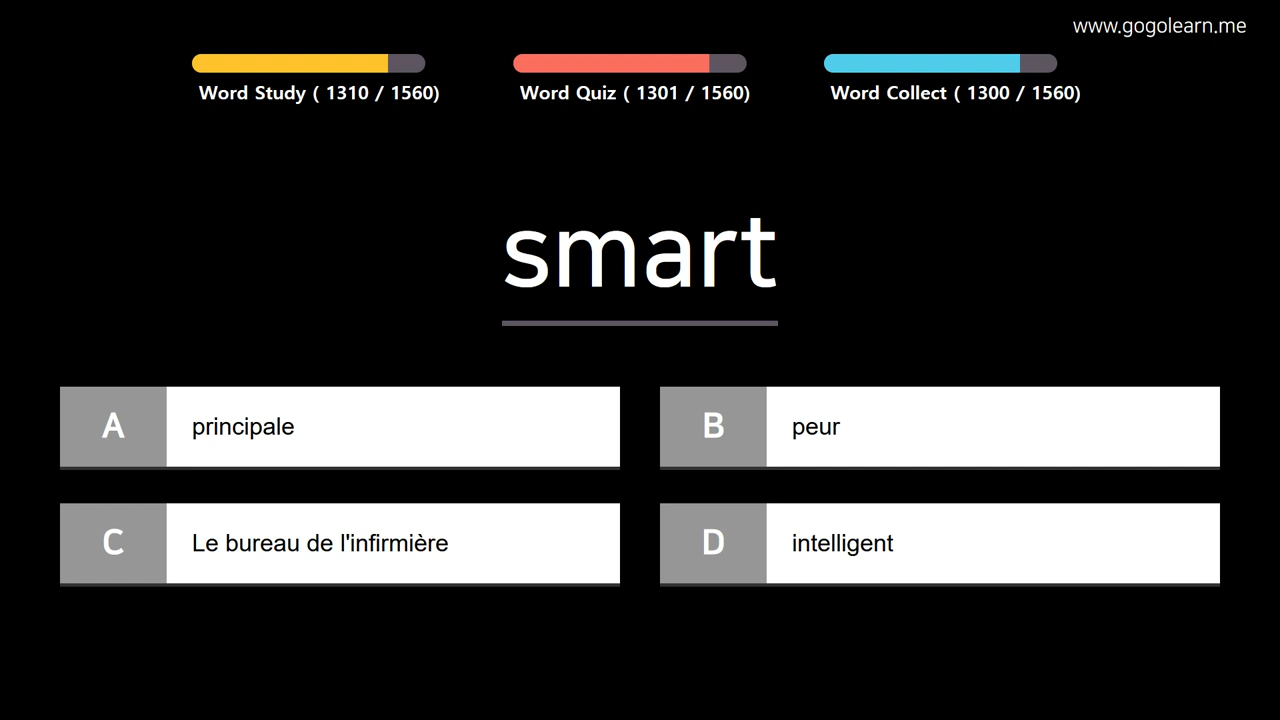 www.gogolearn.me
Word Study ( 1310 / 1560)
Word Quiz ( 1301 / 1560)
Word Collect ( 1300 / 1560)
smart
A principale
B peur
C Le bureau de l'infirmière
D intelligent